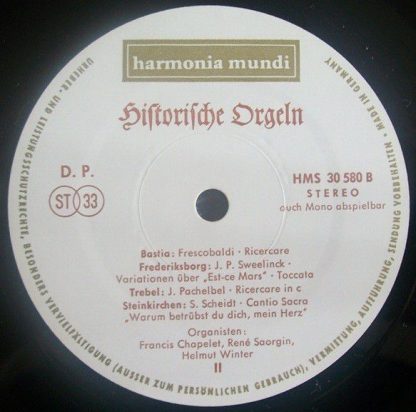 harmonia mundi
Historische Orgeln
D. P.
ST 33
HMS 30 580 B
STEREO
auch Mono abspielbar
Bastia: Frescobaldi · Ricercare
Frederiksborg: J. P. Sweelinck ·
Variationen über „Est-ce Mars" · Toccata
Trebel: J. Pachelbel · Ricercare in c
Steinkirchen: S. Scheidt · Cantio Sacra
„Warum betrübst du dich, mein Herz"
Organisten:
Francis Chapelet, René Saorgin,
Helmut Winter
II
URHEBER- UND LEISTUNGSSCHUTZRECHTE, BESONDERS VERVIELFÄLTIGUNG (AUSSER ZUM PERSÖNLICHEN GEBRAUCH), VERMIETUNG, AUFFÜHRUNG, SENDUNG VORBEHALTEN • MADE IN GERMANY